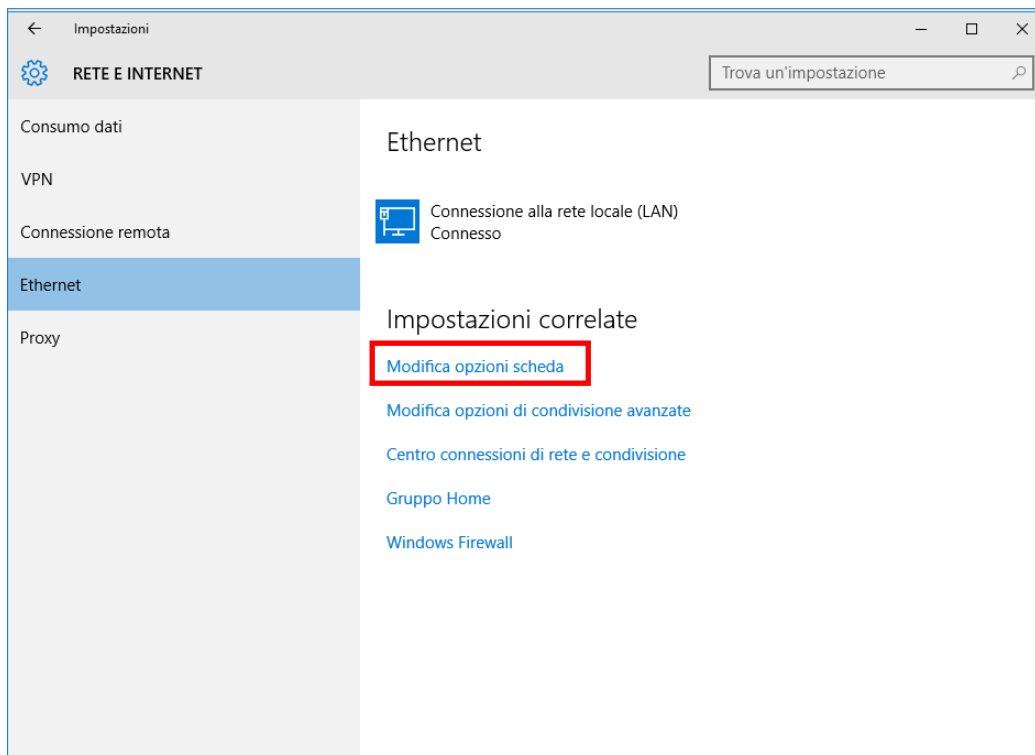 Impostazioni
RETE E INTERNET
Trova un'impostazione
Consumo dati
VPN
Connessione remota
Ethernet
Proxy
Ethernet
Connessione alla rete locale (LAN)
Connesso
Impostazioni correlate
Modifica opzioni scheda
Modifica opzioni di condivisione avanzate
Centro connessioni di rete e condivisione
Gruppo Home
Windows Firewall